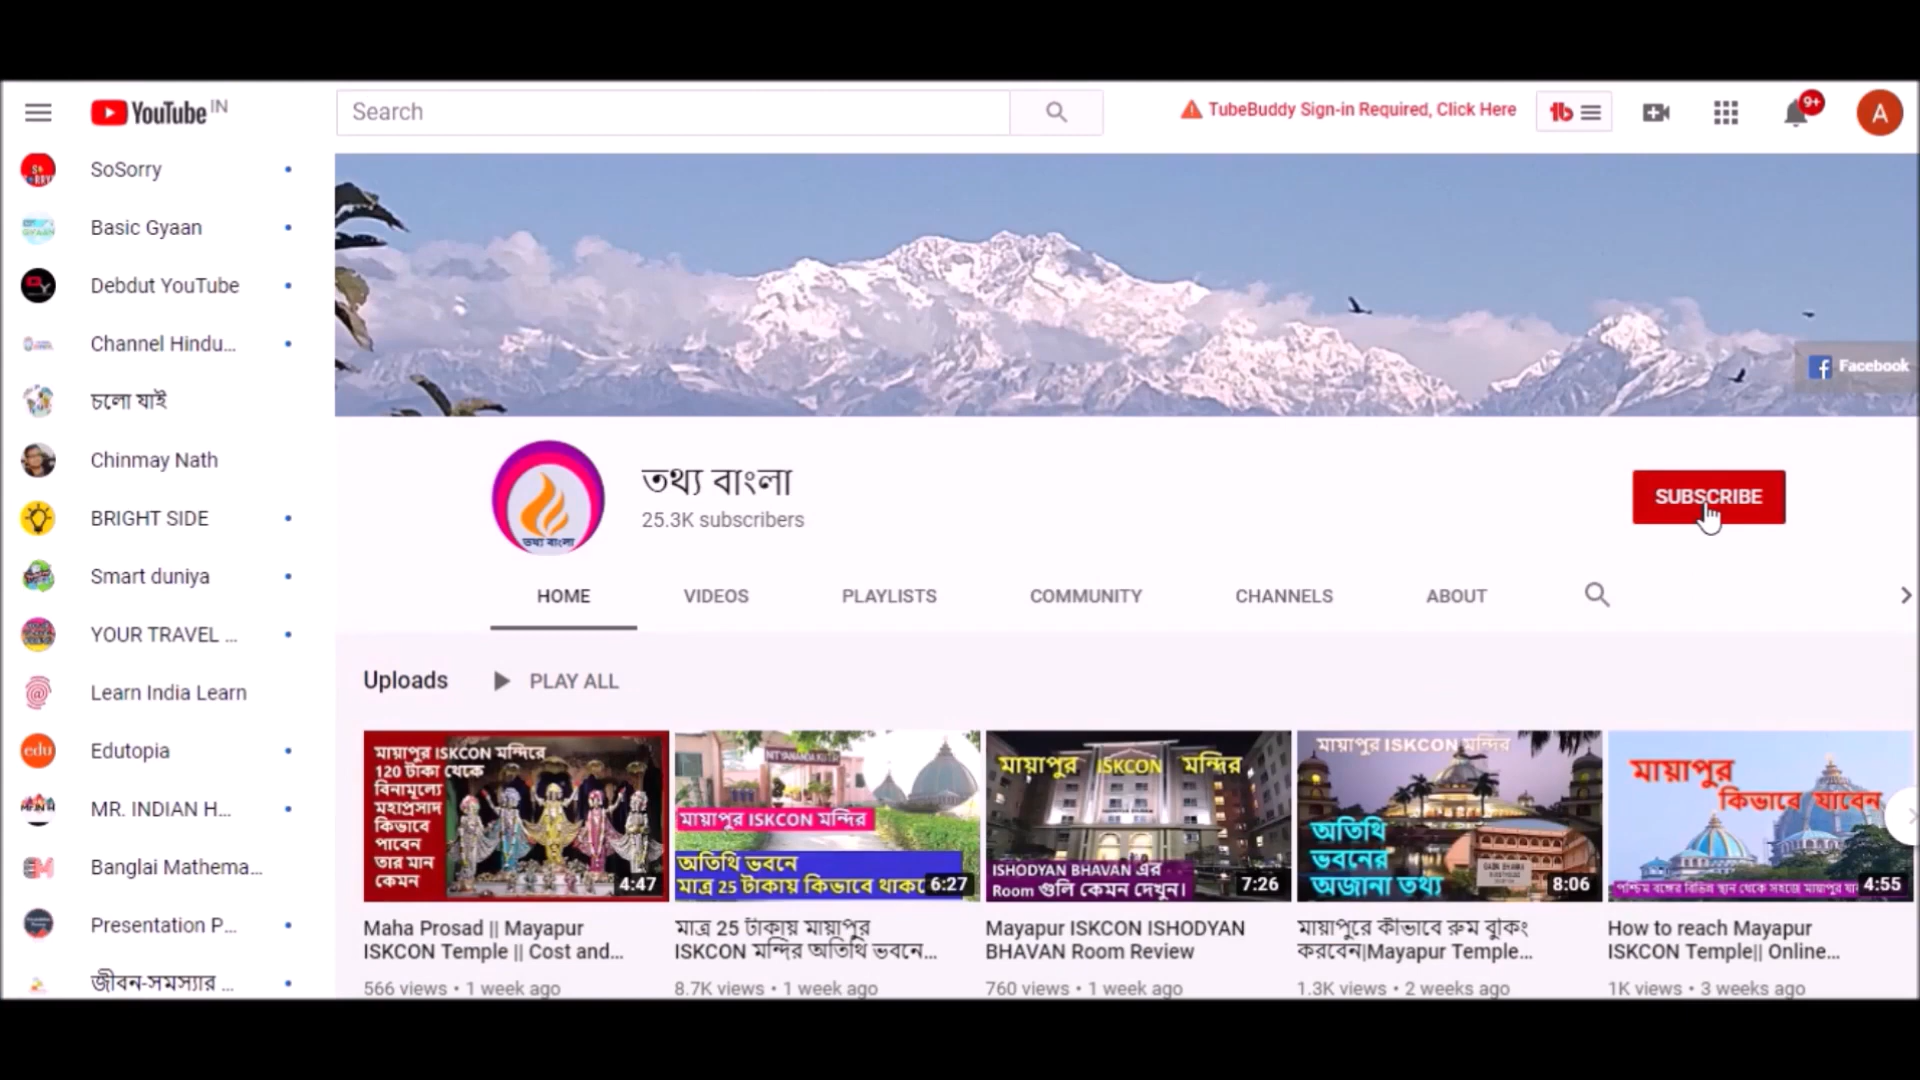 YouTube IN
Search
TubeBuddy Sign-in Required, Click Here
9+
A
SoSorry
Basic Gyaan
Debdut YouTube
Channel Hindu...
চলো যাই
Chinmay Nath
BRIGHT SIDE
Smart duniya
YOUR TRAVEL ...
Learn India Learn
edu
Edutopia
MR. INDIAN H...
Banglai Mathema...
Presentation P...
জীবন-সমস্যার ...
Facebook
তথ্য বাংলা
তথ্য বাংলা
25.3K subscribers
SUBSCRIBE
HOME
VIDEOS
PLAYLISTS
COMMUNITY
CHANNELS
ABOUT
Uploads
PLAY ALL
মায়াপুর ISKCON মন্দিরে
120 টাকা থেকে
বিনামূল্যে
মহাপ্রসাদ
কিভাবে
পাবেন
তার মান
কেমন
4:47
Maha Prosad || Mayapur
ISKCON Temple || Cost and...
566 views • 1 week ago
মায়াপুর ISKCON মন্দির
অতিথি ভবনে
মাত্র 25 টাকায় কিভাবে
6:27
মাত্র 25 টাকায় মায়াপুর
ISKCON মন্দির অতিথি ভবনে...
8.7K views • 1 week ago
মায়াপুর ISKCON মন্দির
ISHODYAN BHAVAN এর
Room গুলি কেমন দেখুন।
7:26
Mayapur ISKCON ISHODYAN
BHAVAN Room Review
760 views • 1 week ago
মায়াপুর ISKCON মন্দির
অতিথি
ভবনের
অজানা তথ্য
8:06
মায়াপুরে কীভাবে রুম বুকিং
করবেন|Mayapur Temple...
1.3K views • 2 weeks ago
মায়াপুর
কিভাবে যাবেন
পশ্চিম বঙ্গের বিভিন্ন স্থান থেকে সহজে মায়াপুর
4:55
How to reach Mayapur
ISKCON Temple|| Online...
1K views • 3 weeks ago